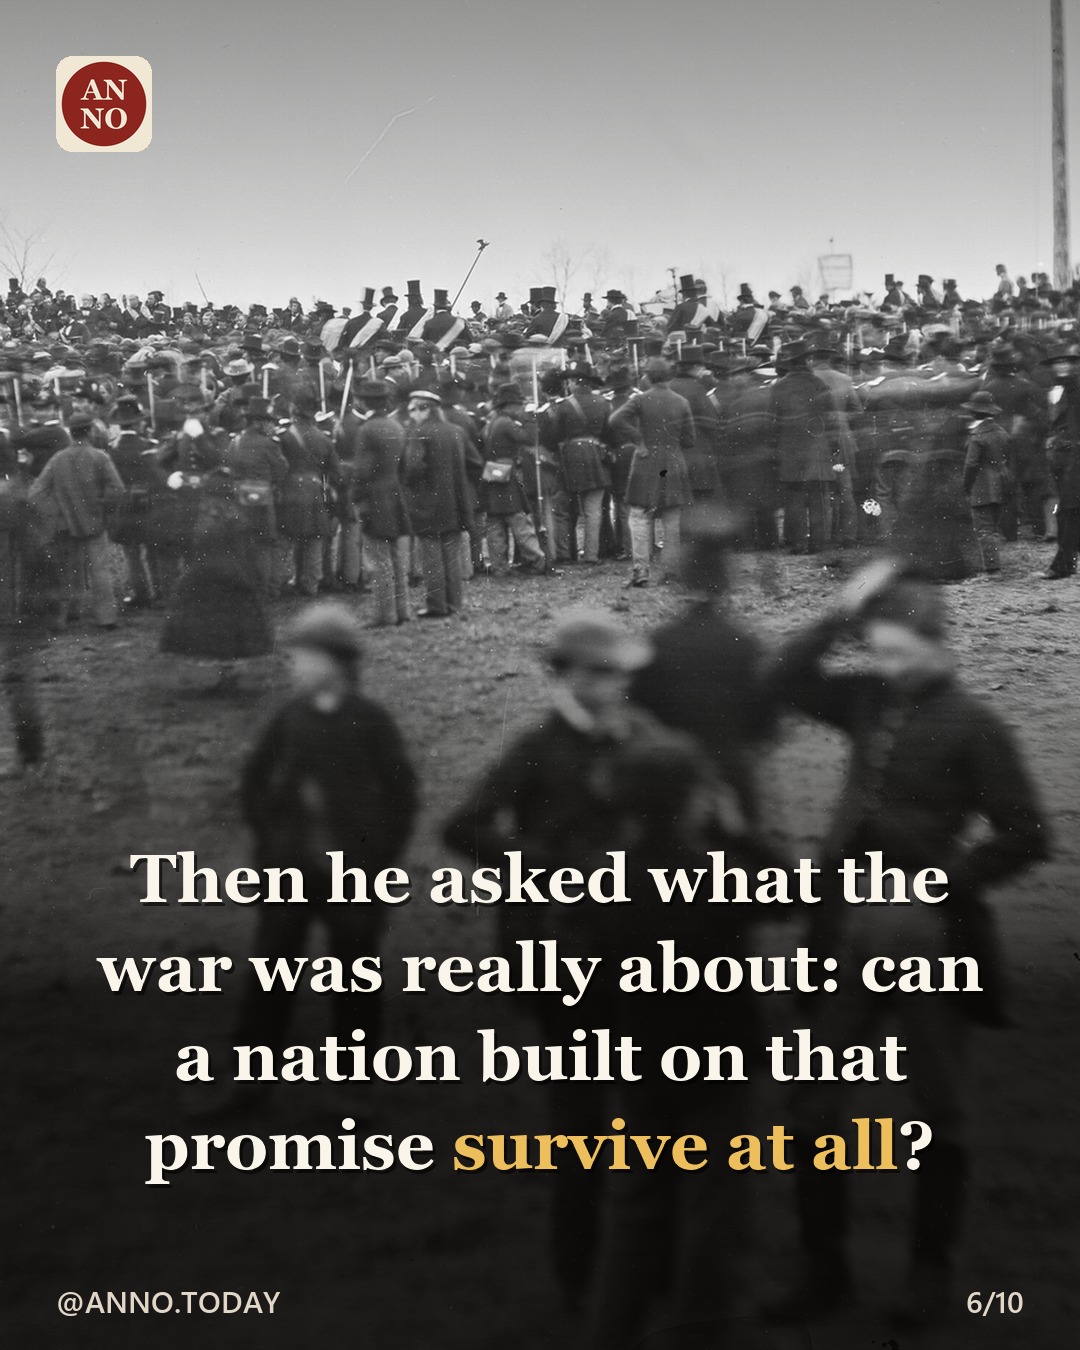 AN
NO
Then he asked what the
war was really about: can
a nation built on that
promise survive at all?
@ANNO.TODAY
6/10